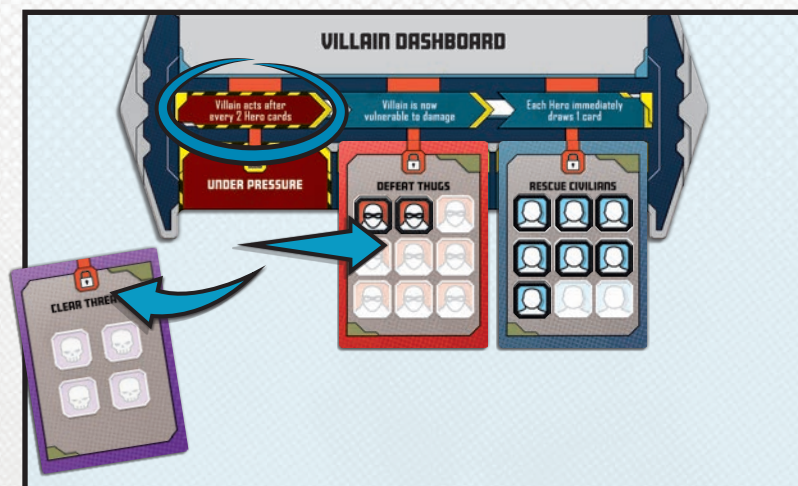 VILLAIN DASHBOARD
Villain acts after
every 2 Hero cards
Villain is now
vulnerable to damage
Each Hero immediately
draws 1 card
UNDER PRESSURE
DEFEAT THUGS
RESCUE CIVILIANS
CLEAR